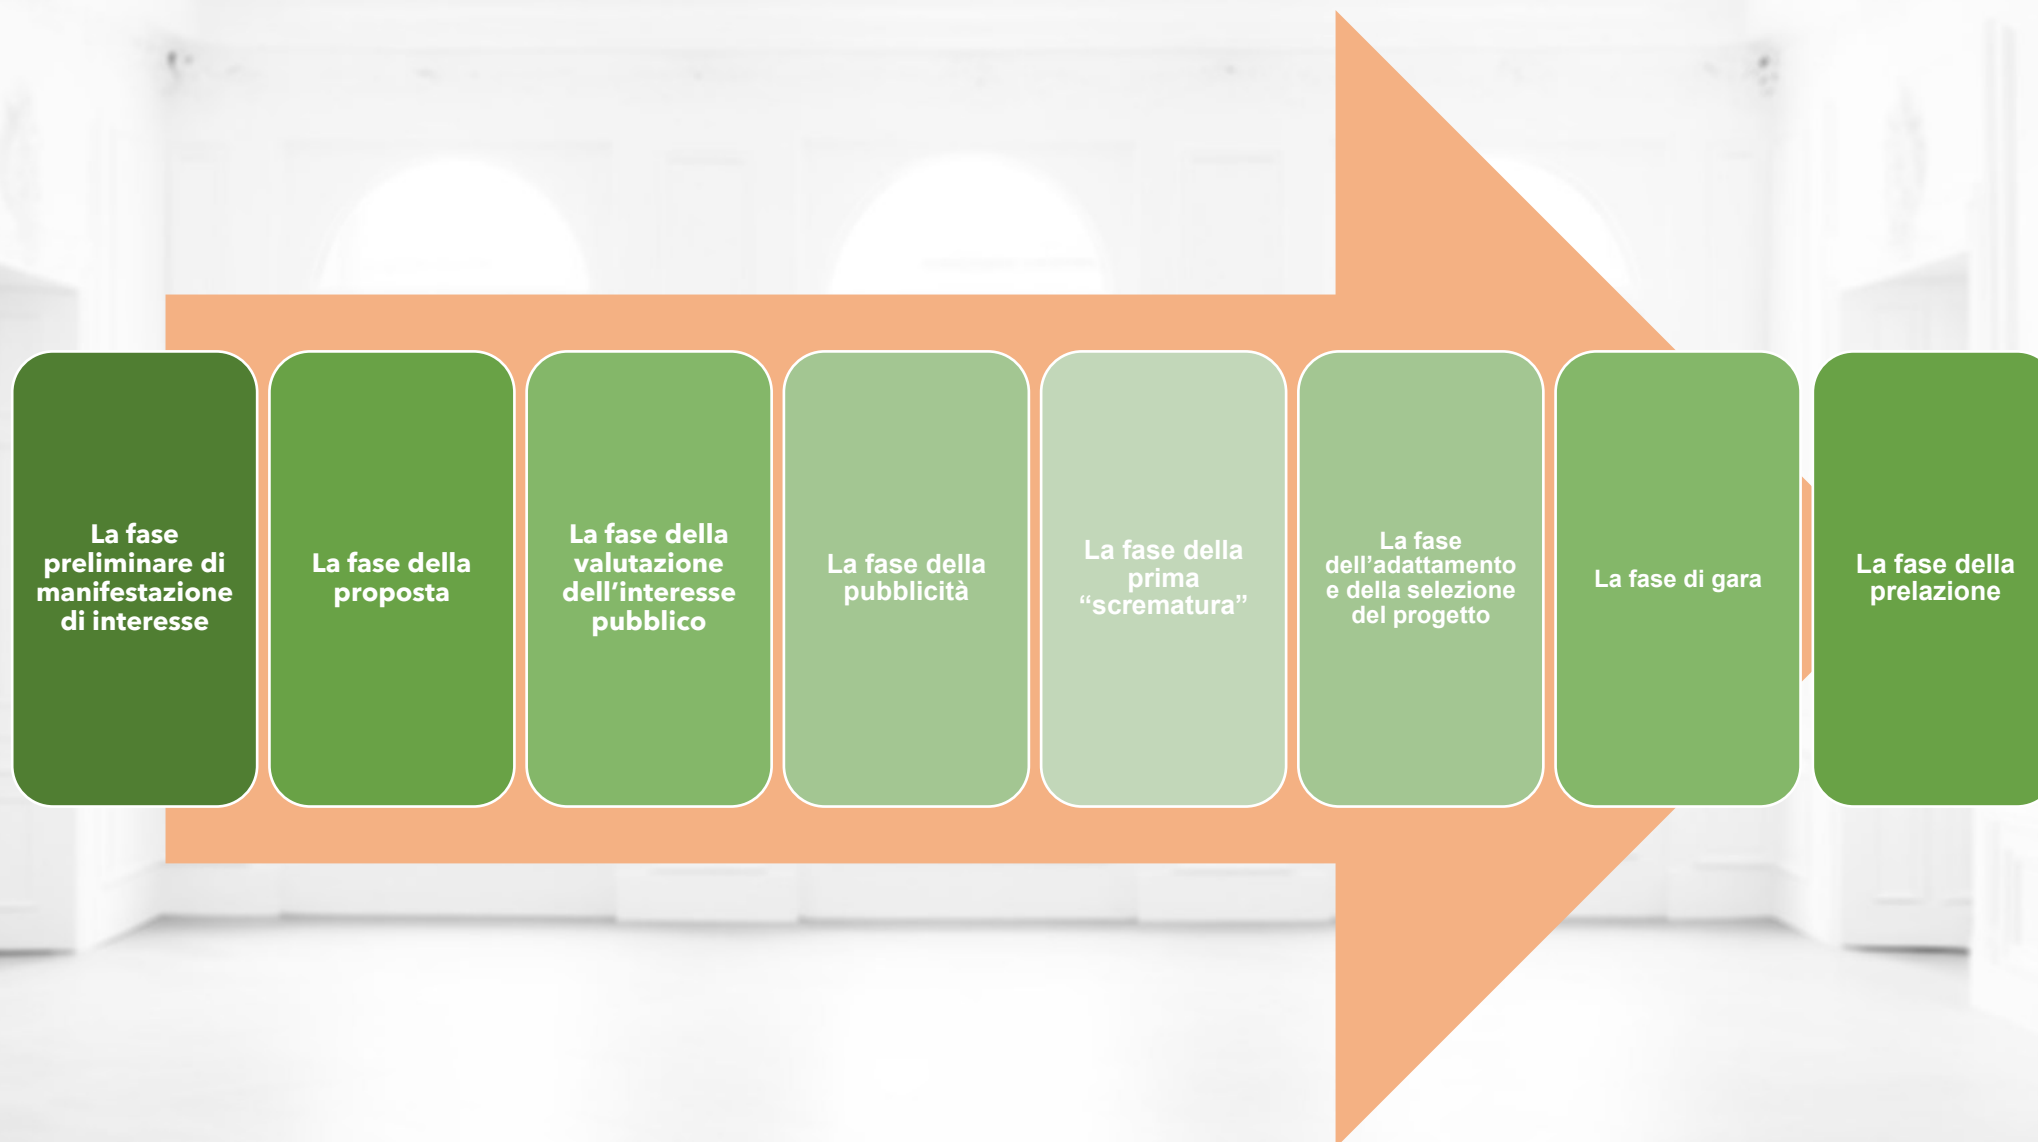 La fase
preliminare di
manifestazione
di interesse
La fase della
proposta
La fase della
valutazione
dell’interesse
pubblico
La fase della
pubblicità
La fase della
prima
“scrematura”
La fase
dell’adattamento
e della selezione
del progetto
La fase di gara
La fase della
prelazione